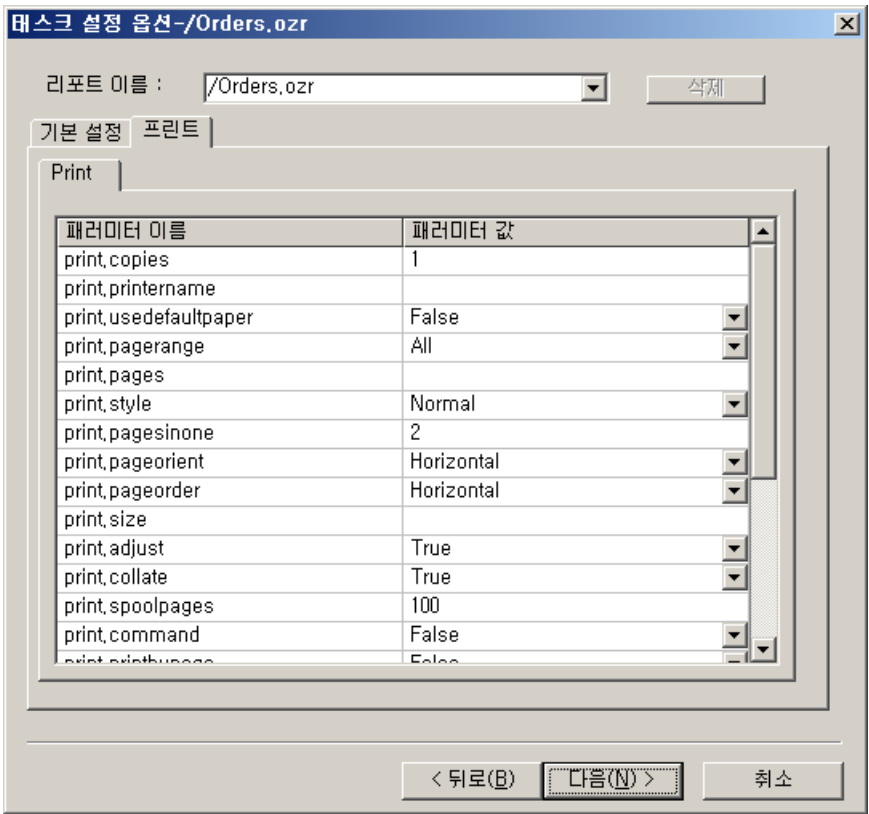 태스크 설정 옵션-/Orders.ozr
리포트 이름 : /Orders.ozr 삭제
기본 설정 프린트
Print
패러미터 이름 패러미터 값
print.copies 1
print.printername
print.usedefaultpaper False
print.pagerange All
print.pages
print.style Normal
print.pagesinone 2
print.pageorient Horizontal
print.pageorder Horizontal
print.size
print.adjust True
print.collate True
print.spoolpages 100
print.command False
print.printbypage False
< 뒤로(B) 다음(N) > 취소